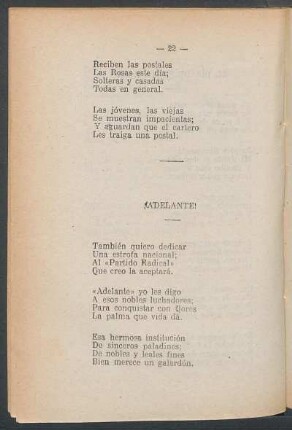 — 22 —
Reciben las postales
Las Rosas este día;
Solteras y casadas
Todas en general.
Las jóvenes, las viejas
Se muestran impacientes;
Y aguardan que el cartero
Les traiga una postal.
¡ADELANTE!
También quiero dedicar
Una estrofa nacional;
Al «Partido Radical»
Que creo la aceptará.
«Adelante» yo les digo
A esos nobles luchadores;
Para conquistar con flores
La palma que vida da.
Esa hermosa institución
De sinceros paladines;
De nobles y leales fines
Bien merece un galardón.